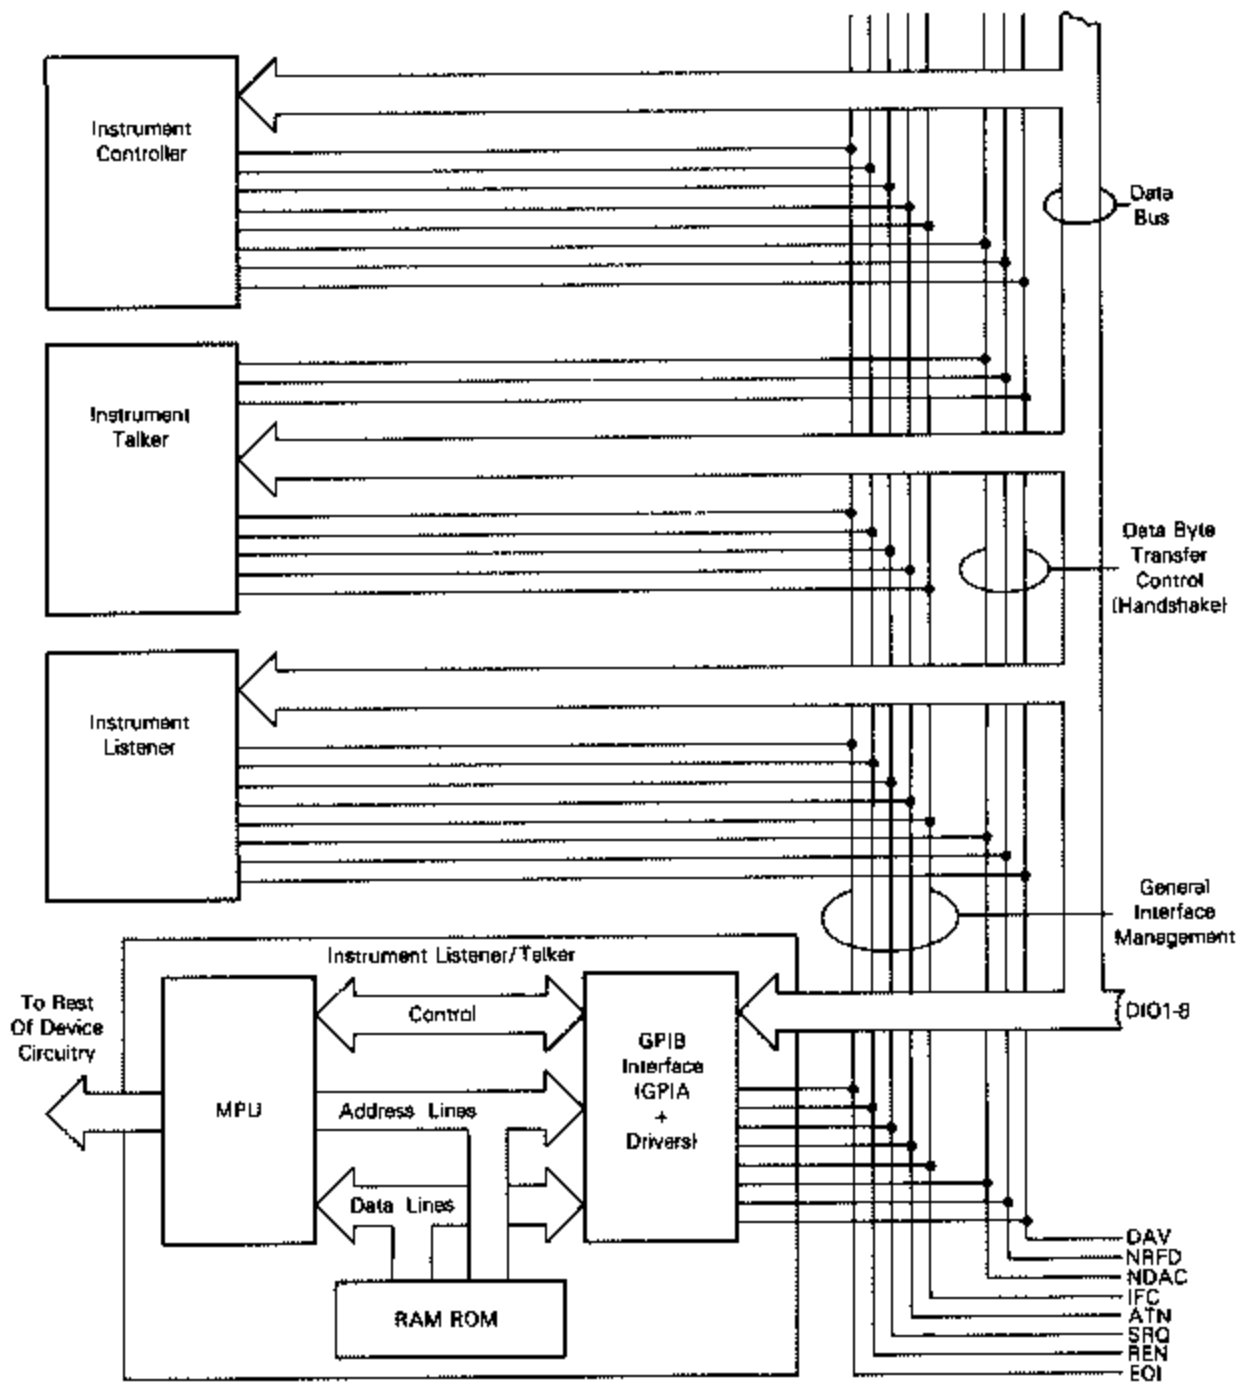 Instrument
Controller
Data
Bus
Instrument
Talker
Data Byte
Transfer
Control
(Handshake)
Instrument
Listener
General
Interface
Management
Instrument Listener/Talker
To Rest
Of Device
Circuitry
Control
DIO1-8
GPIB
Interface
(GPIA
+
Drivers)
MPU
Address Lines
Data Lines
RAM ROM
DAV
NRFD
NDAC
IFC
ATN
SRQ
REN
EOI